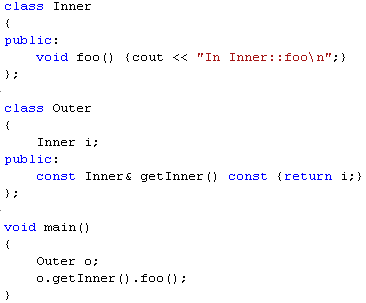 class Inner
{
public:
    void foo() {cout << "In Inner::foo\n";}
};
class Outer
{
    Inner i;
public:
    const Inner& getInner() const {return i;}
};
void main()
{
    Outer o;
    o.getInner().foo();
}